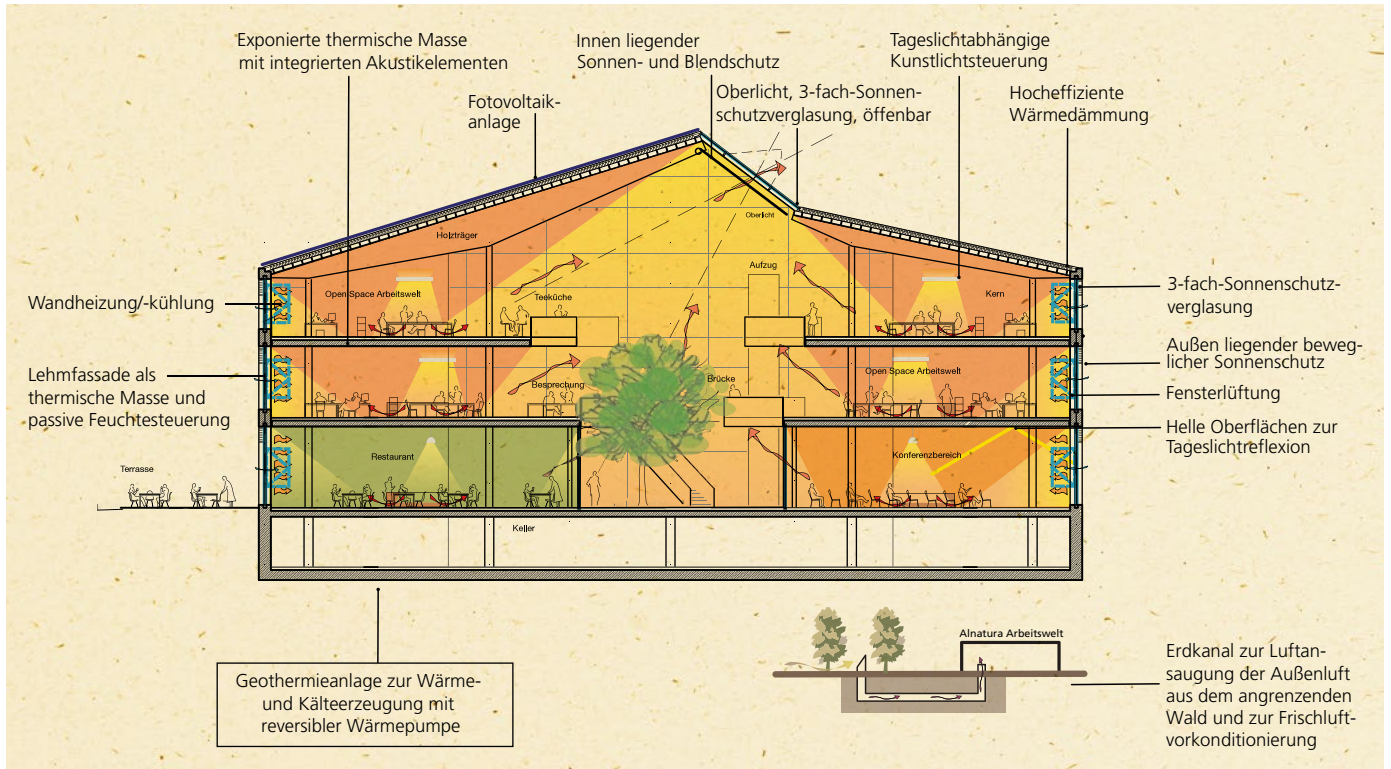 Exponierte thermische Masse
mit integrierten Akustikelementen
Innen liegender
Sonnen- und Blendschutz
Tageslichtabhängige
Kunstlichtsteuerung
Fotovoltaik-
anlage
Oberlicht, 3-fach-Sonnen-
schutzverglasung, öffenbar
Hocheffiziente
Wärmedämmung
Oberlicht
Holzträger
Aufzug
Wandheizung/-kühlung
Open Space Arbeitswelt
Teeküche
Kern
3-fach-Sonnenschutz-
verglasung
Außen liegender beweg-
licher Sonnenschutz
Lehmfassade als
thermische Masse und
passive Feuchtesteuerung
Besprechung
Brücke
Open Space Arbeitswelt
Fensterlüftung
Helle Oberflächen zur
Tageslichtreflexion
Terrasse
Restaurant
Konferenzbereich
Keller
Geothermieanlage zur Wärme-
und Kälteerzeugung mit
reversibler Wärmepumpe
Alnatura Arbeitswelt
Erdkanal zur Luftan-
saugung der Außenluft
aus dem angrenzenden
Wald und zur Frischluft-
vorkonditionierung